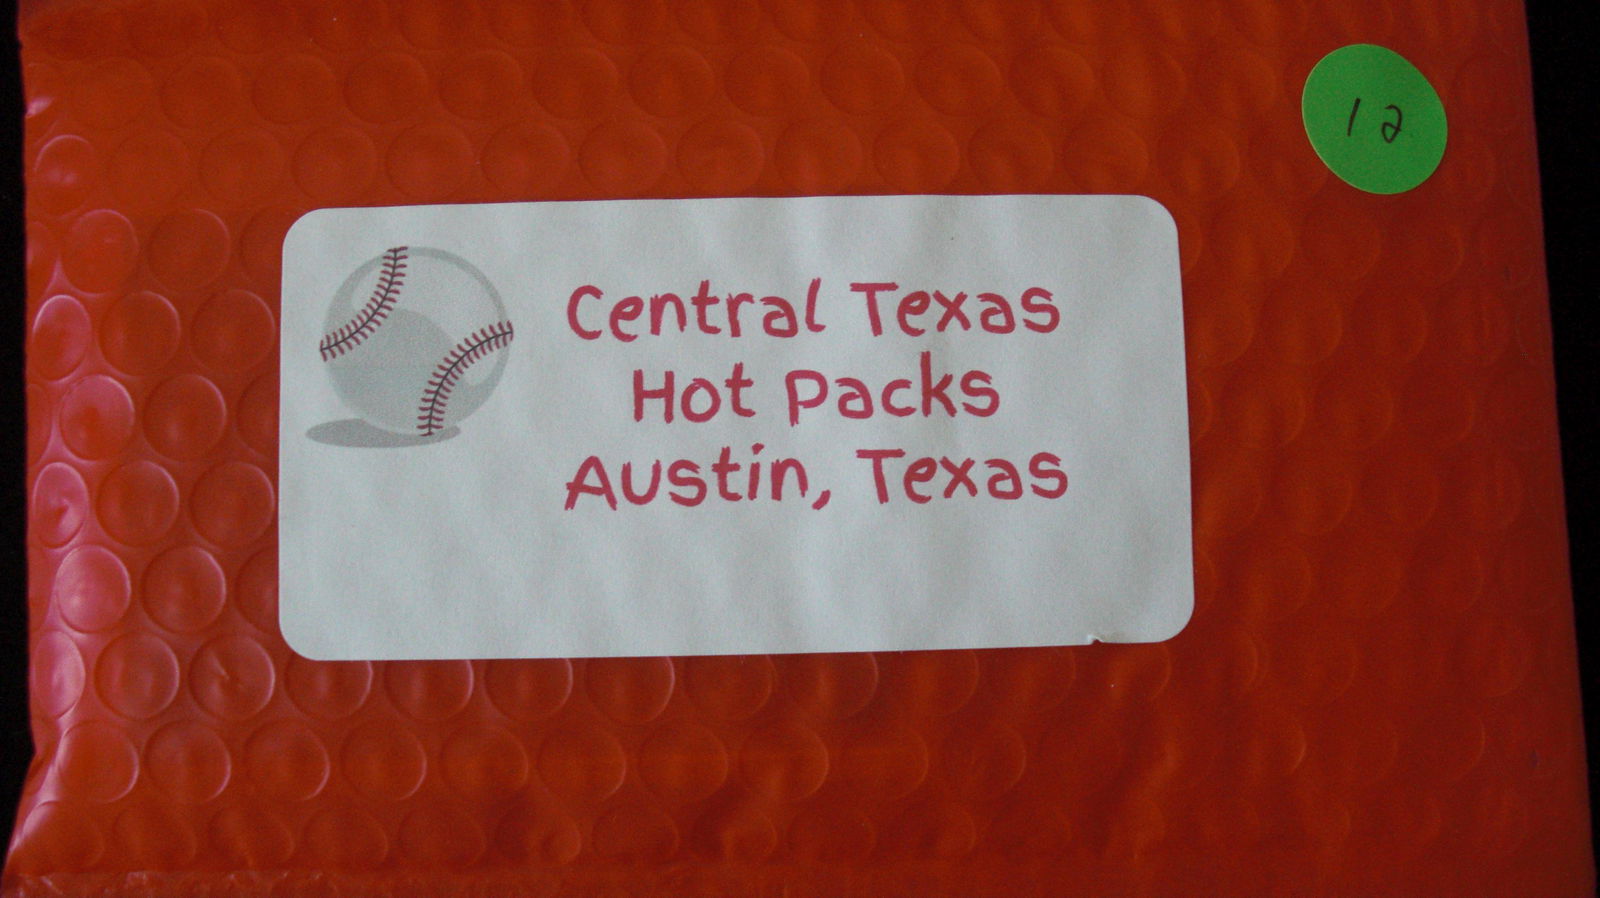 12
Central Texas
Hot Packs
Austin, Texas